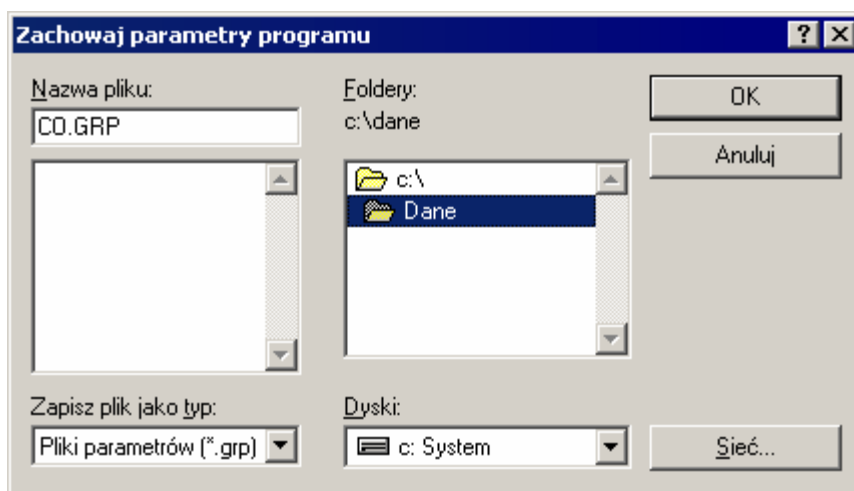 Zachowaj parametry programu
Nazwa pliku:
CO.GRP
Foldery:
c:\dane
c:\
Dane
OK
Anuluj
Zapisz plik jako typ:
Pliki parametrów (*.grp)
Dyski:
c: System
Sieć...